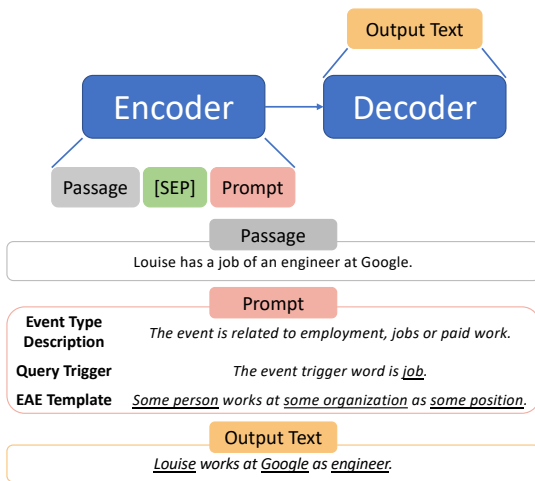 Output Text
Encoder
Decoder
Passage
[SEP]
Prompt
Passage
Louise has a job of an engineer at Google.
Prompt
Event Type
Description
The event is related to employment, jobs or paid work.
Query Trigger
The event trigger word is job.
EAE Template
Some person works at some organization as some position.
Output Text
Louise works at Google as engineer.